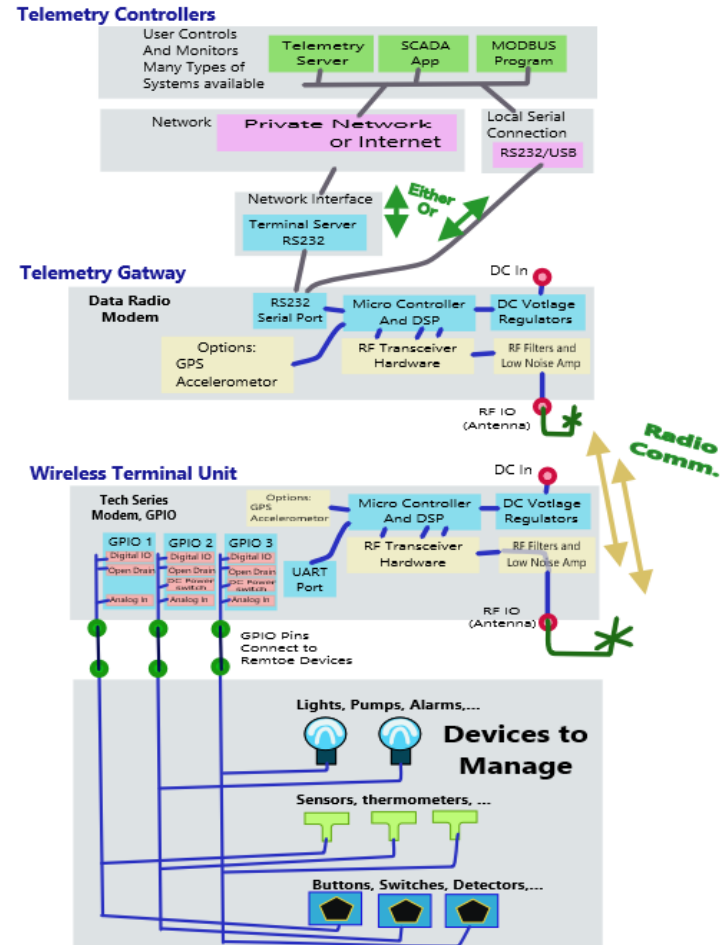 Telemetry Controllers
User Controls
And Monitors
Many Types of
Systems available
Telemetry
Server
SCADA
App
MODBUS
Program
Network
Private Network
or Internet
Local Serial
Connection
RS232/USB
Network Interface
Terminal Server
RS232
Either
Or
Telemetry Gatway
DC In
Data Radio
Modem
RS232
Serial Port
Micro Controller
And DSP
DC Votlage
Regulators
Options:
GPS
Accelerometor
RF Transceiver
Hardware
RF Filters and
Low Noise Amp
RF IO
(Antenna)
Radio
Comm.
Wireless Terminal Unit
DC In
Tech Series
Modem, GPIO
Options:
GPS
Accelerometor
Micro Controller
And DSP
DC Votlage
Regulators
GPIO 1
Digital IO
Open Drain
Analog In
GPIO 2
Digital IO
Open Drain
DC Power
switch
Analog In
GPIO 3
Digital IO
Open Drain
DC Power
switch
Analog In
UART
Port
RF Transceiver
Hardware
RF Filters and
Low Noise Amp
RF IO
(Antenna)
GPIO Pins
Connect to
Remtoe Devices
Lights, Pumps, Alarms,...
Devices to
Manage
Sensors, thermometers, ...
Buttons, Switches, Detectors,...